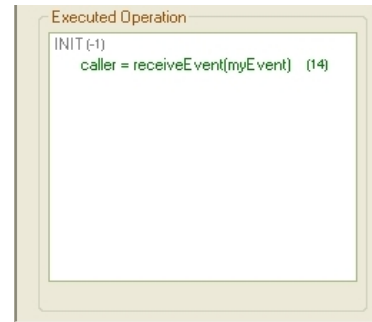 Executed Operation
INIT (-1)
caller = receiveEvent(myEvent) (14)